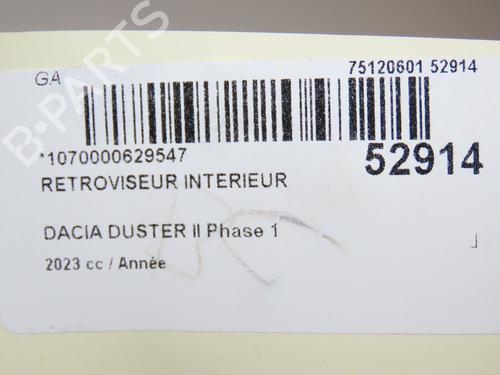 GA 75120601 52914
*1070000629547 52914
RETROVISEUR INTERIEUR
DACIA DUSTER II Phase 1
2023 cc / Année
B-PARTS